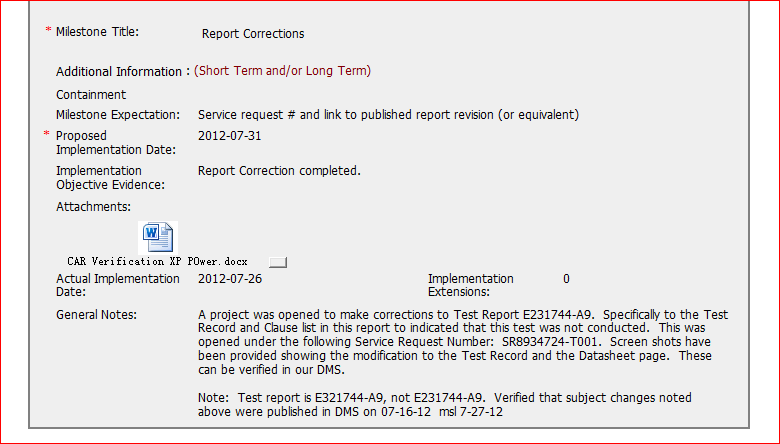 * Milestone Title: Report Corrections
Additional Information : (Short Term and/or Long Term)
Containment
Milestone Expectation: Service request # and link to published report revision (or equivalent)
* Proposed Implementation Date: 2012-07-31
Implementation Objective Evidence: Report Correction completed.
Attachments:
CAR Verification XP POwer.docx
Actual Implementation Date: 2012-07-26 Implementation Extensions: 0
General Notes: A project was opened to make corrections to Test Report E231744-A9.  Specifically to the Test
Record and Clause list in this report to indicated that this test was not conducted.  This was
opened under the following Service Request Number:  SR8934724-T001.  Screen shots have
been provided showing the modification to the Test Record and the Datasheet page.  These
can be verified in our DMS.
Note:  Test report is E321744-A9, not E231744-A9.  Verified that subject changes noted
above were published in DMS on 07-16-12  msl 7-27-12